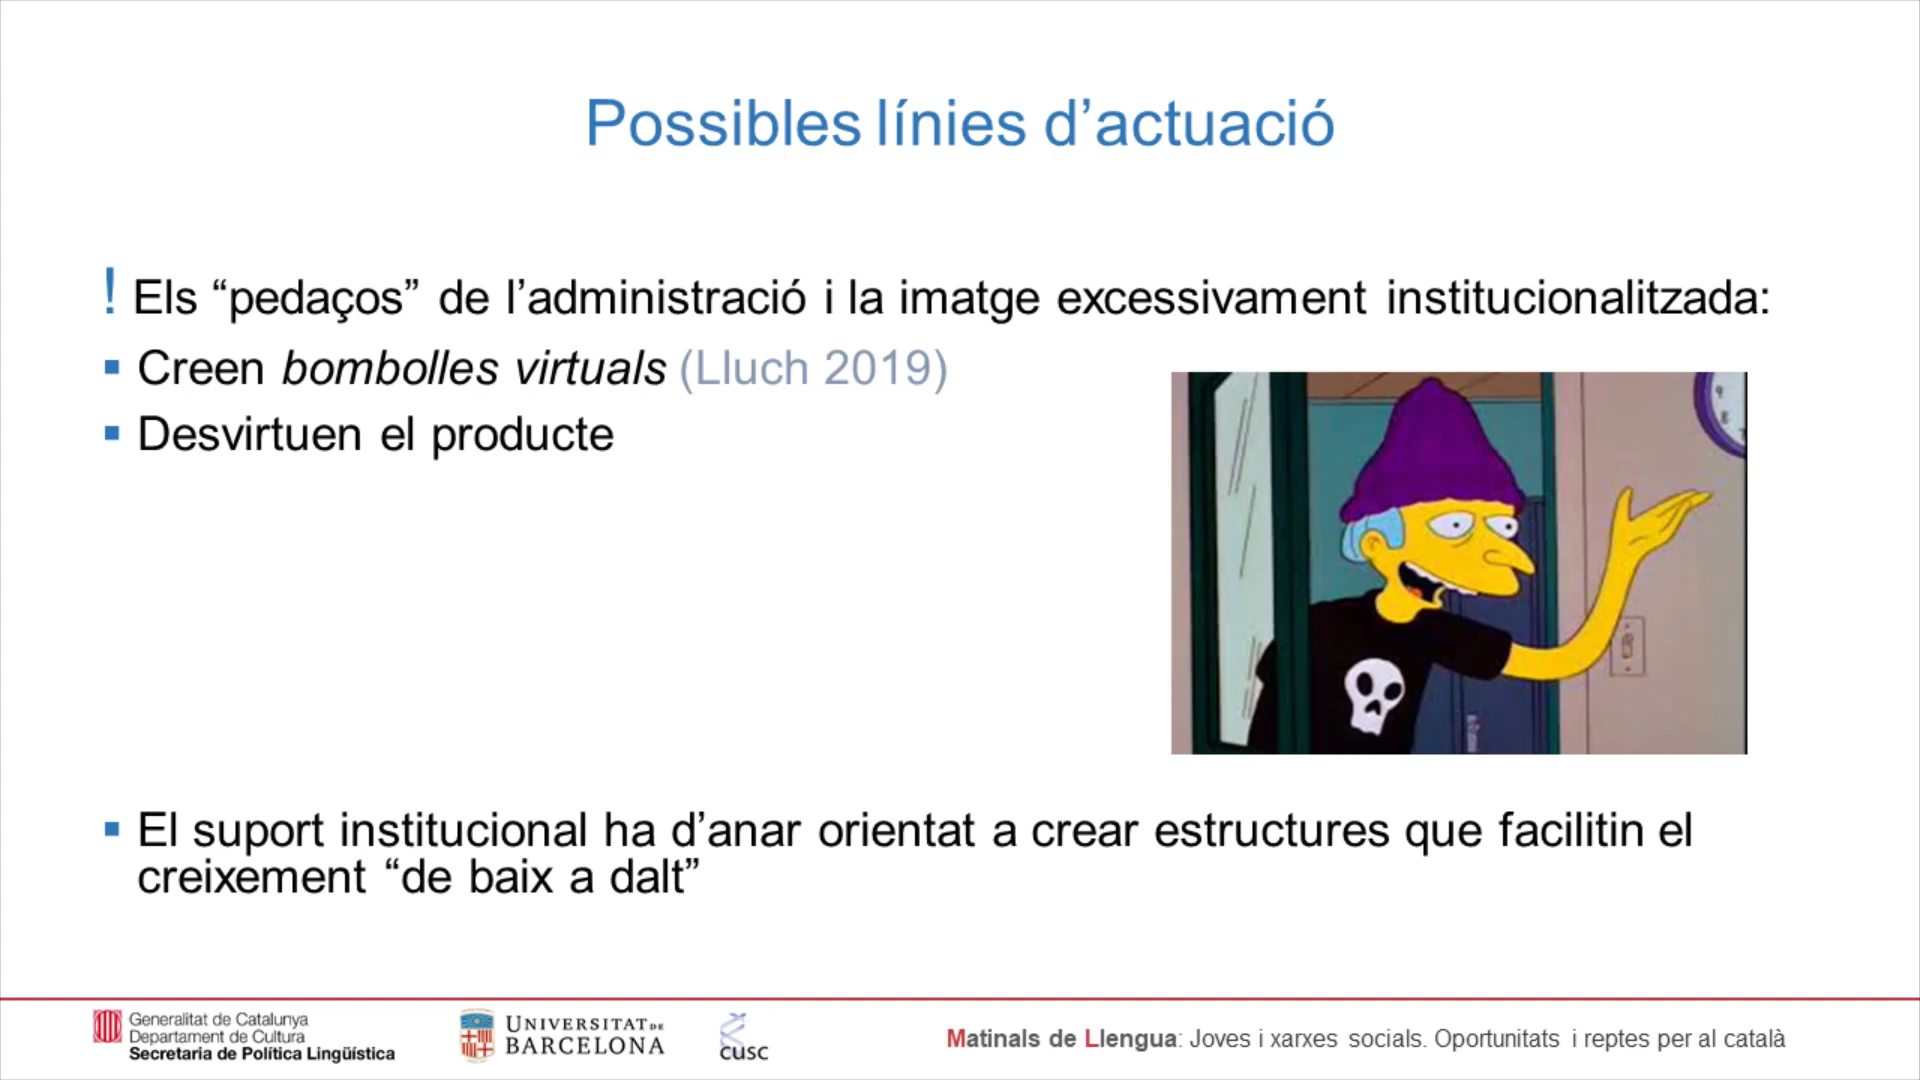 Possibles línies d’actuació
! Els “pedaços” de l’administració i la imatge excessivament institucionalitzada:
▪ Creen bombolles virtuals (Lluch 2019)
▪ Desvirtuen el producte
▪ El suport institucional ha d’anar orientat a crear estructures que facilitin el
creixement “de baix a dalt”
Generalitat de Catalunya
Departament de Cultura
Secretaria de Política Lingüística
UNIVERSITAT DE
BARCELONA
CUSC
Matinals de Llengua: Joves i xarxes socials. Oportunitats i reptes per al català